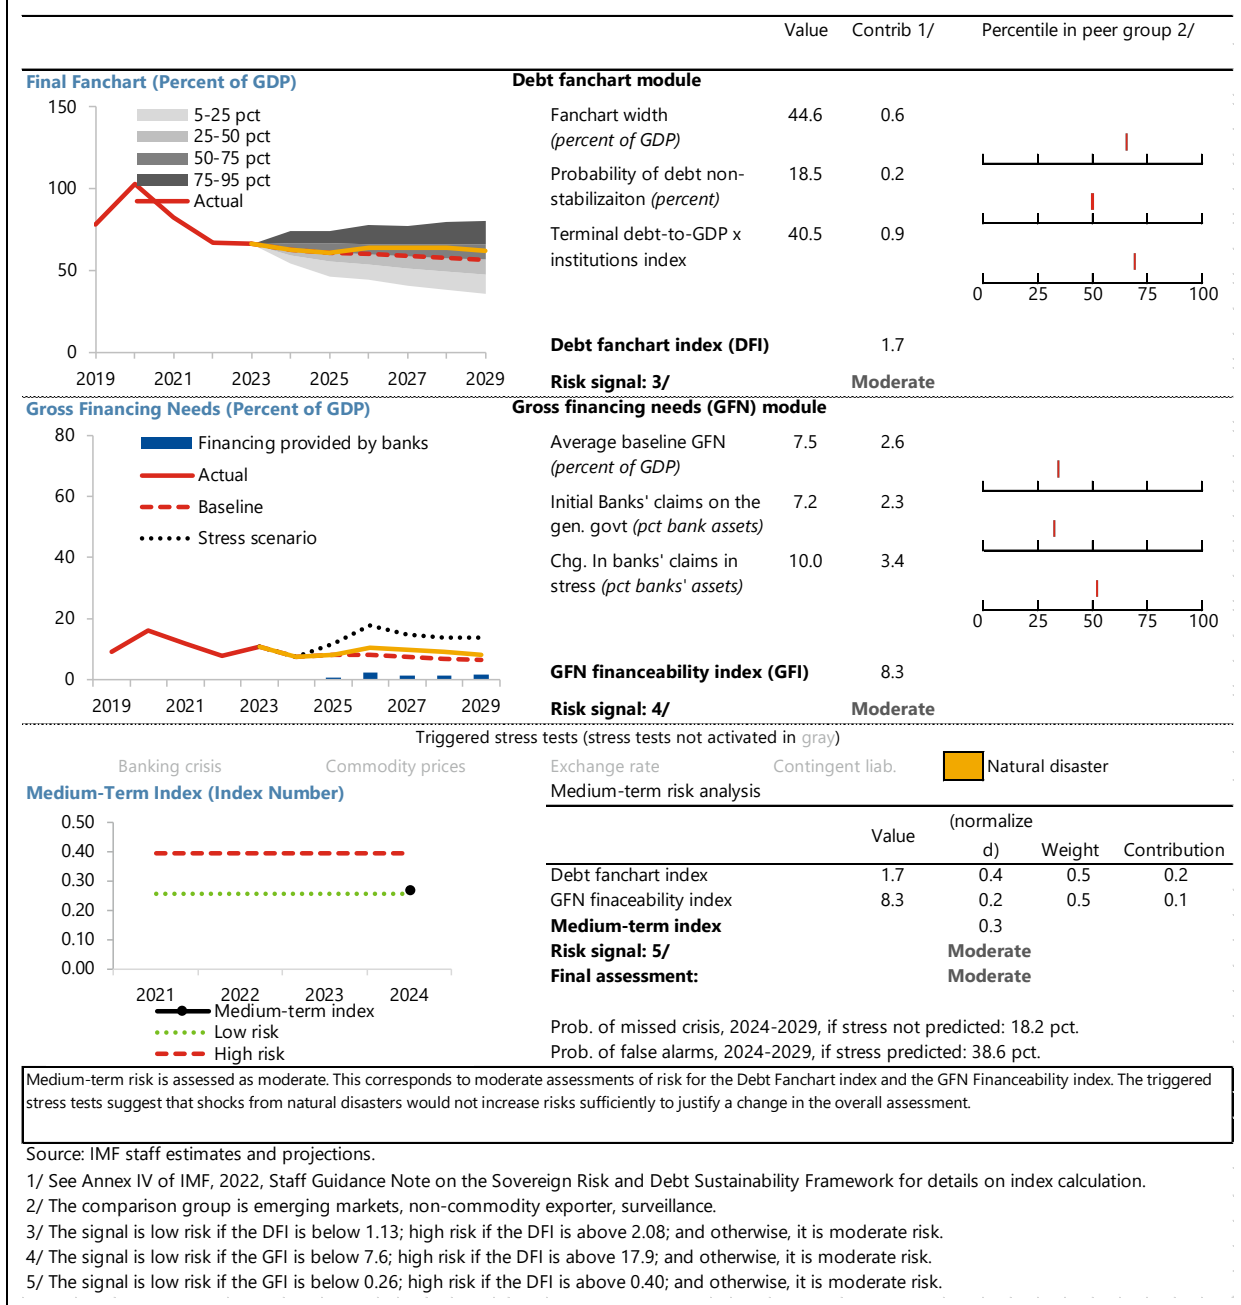 Value Contrib 1/ Percentile in peer group 2/
Final Fanchart (Percent of GDP)
150
100
50
0
5-25 pct
25-50 pct
50-75 pct
75-95 pct
Actual
2019 2021 2023 2025 2027 2029
Debt fanchart module
Fanchart width 44.6 0.6
(percent of GDP)
Probability of debt non- 18.5 0.2
stabilizaiton (percent)
Terminal debt-to-GDP x 40.5 0.9
institutions index
0 25 50 75 100
Debt fanchart index (DFI) 1.7
Risk signal: 3/ Moderate
Gross Financing Needs (Percent of GDP)
80
60
40
20
0
Financing provided by banks
Actual
Baseline
Stress scenario
2019 2021 2023 2025 2027 2029
Gross financing needs (GFN) module
Average baseline GFN 7.5 2.6
(percent of GDP)
Initial Banks' claims on the 7.2 2.3
gen. govt (pct bank assets)
Chg. In banks' claims in 10.0 3.4
stress (pct banks' assets)
0 25 50 75 100
GFN financeability index (GFI) 8.3
Risk signal: 4/ Moderate
Triggered stress tests (stress tests not activated in gray)
Banking crisis Commodity prices Exchange rate Contingent liab. Natural disaster
Medium-Term Index (Index Number)
0.50
0.40
0.30
0.20
0.10
0.00
2021 2022 2023 2024
Medium-term index
Low risk
High risk
Medium-term risk analysis
(normalize
Value d) Weight Contribution
Debt fanchart index 1.7 0.4 0.5 0.2
GFN finaceability index 8.3 0.2 0.5 0.1
Medium-term index 0.3
Risk signal: 5/ Moderate
Final assessment: Moderate
Prob. of missed crisis, 2024-2029, if stress not predicted: 18.2 pct.
Prob. of false alarms, 2024-2029, if stress predicted: 38.6 pct.
Medium-term risk is assessed as moderate. This corresponds to moderate assessments of risk for the Debt Fanchart index and the GFN Financeability index. The triggered
stress tests suggest that shocks from natural disasters would not increase risks sufficiently to justify a change in the overall assessment.
Source: IMF staff estimates and projections.
1/ See Annex IV of IMF, 2022, Staff Guidance Note on the Sovereign Risk and Debt Sustainability Framework for details on index calculation.
2/ The comparison group is emerging markets, non-commodity exporter, surveillance.
3/ The signal is low risk if the DFI is below 1.13; high risk if the DFI is above 2.08; and otherwise, it is moderate risk.
4/ The signal is low risk if the GFI is below 7.6; high risk if the DFI is above 17.9; and otherwise, it is moderate risk.
5/ The signal is low risk if the GFI is below 0.26; high risk if the DFI is above 0.40; and otherwise, it is moderate risk.